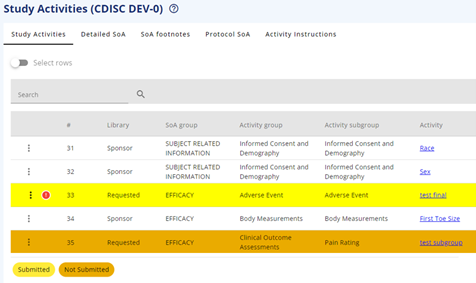 Study Activities (CDISC DEV-0) ?
Study Activities Detailed SoA SoA footnotes Protocol SoA Activity Instructions
Select rows
Search
# Library SoA group Activity group Activity subgroup Activity
31 Sponsor SUBJECT RELATED INFORMATION Informed Consent and Demography Informed Consent and Demography Race
32 Sponsor SUBJECT RELATED INFORMATION Informed Consent and Demography Informed Consent and Demography Sex
! 33 Requested EFFICACY Adverse Event Adverse Event test final
34 Sponsor EFFICACY Body Measurements Body Measurements First Toe Size
35 Requested EFFICACY Clinical Outcome Assessments Pain Rating test subgroup
Submitted Not Submitted